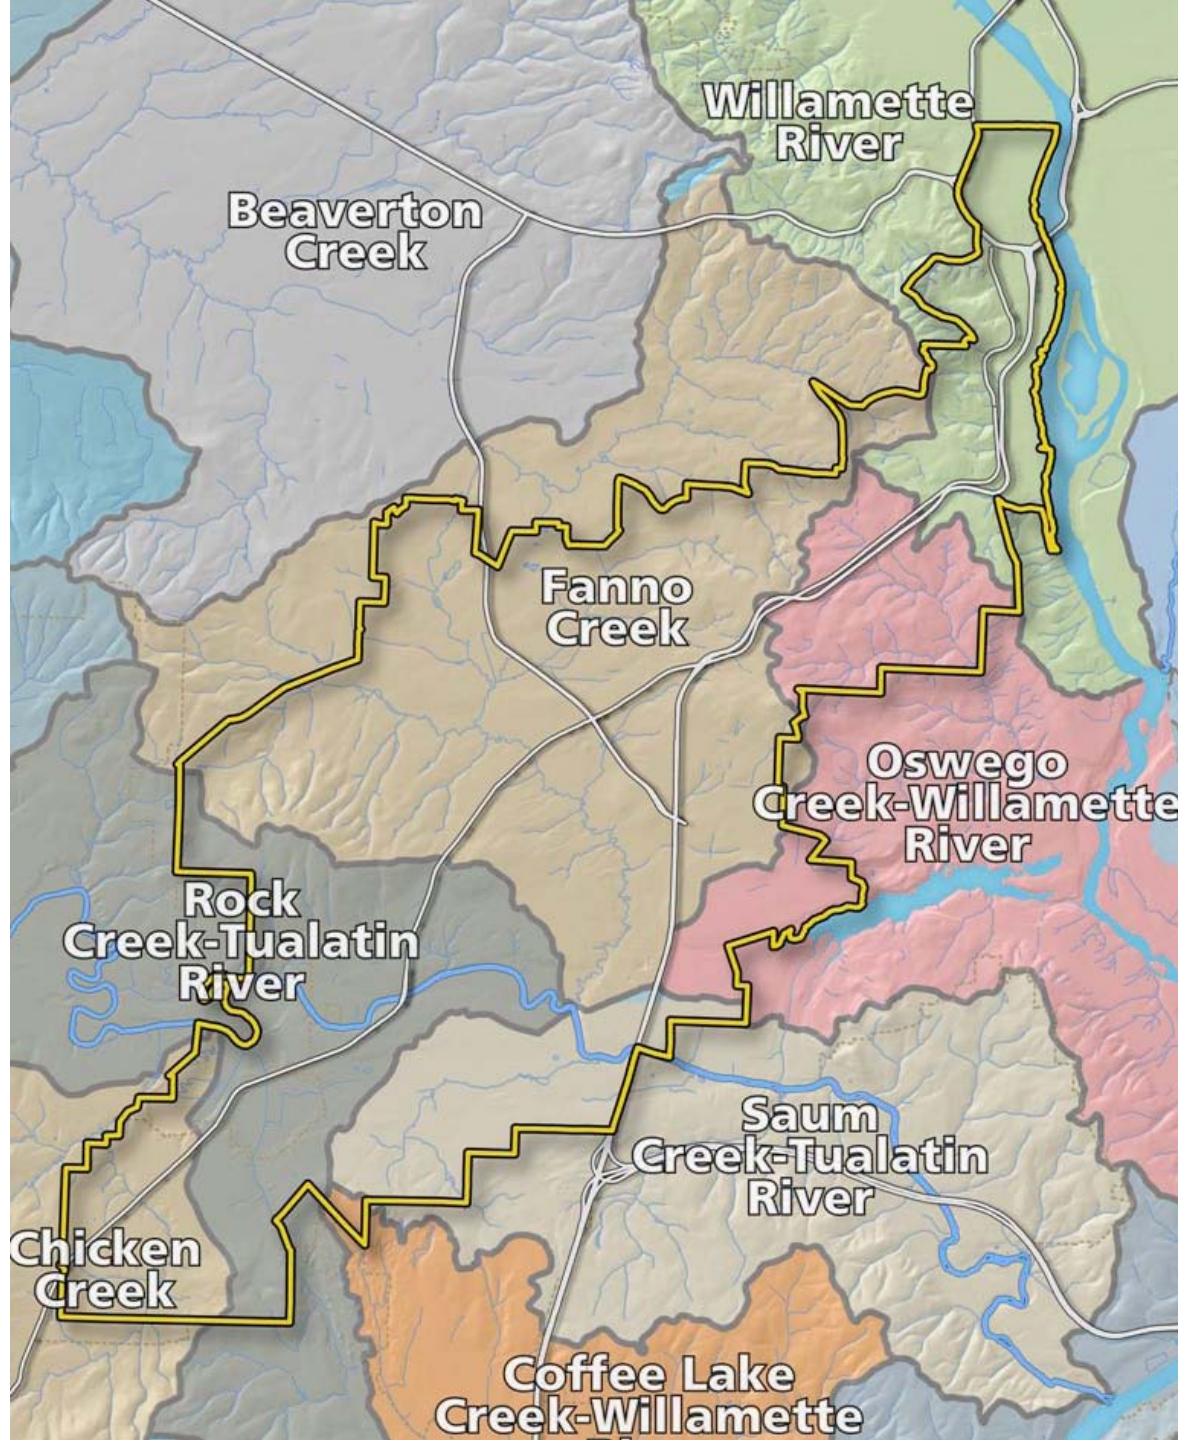 Willamette
River
Beaverton
Creek
Fanno
Creek
Oswego
Creek-Willamette
River
Rock
Creek-Tualatin
River
Saum
Creek-Tualatin
River
Chicken
Creek
Coffee Lake
Creek-Willamette